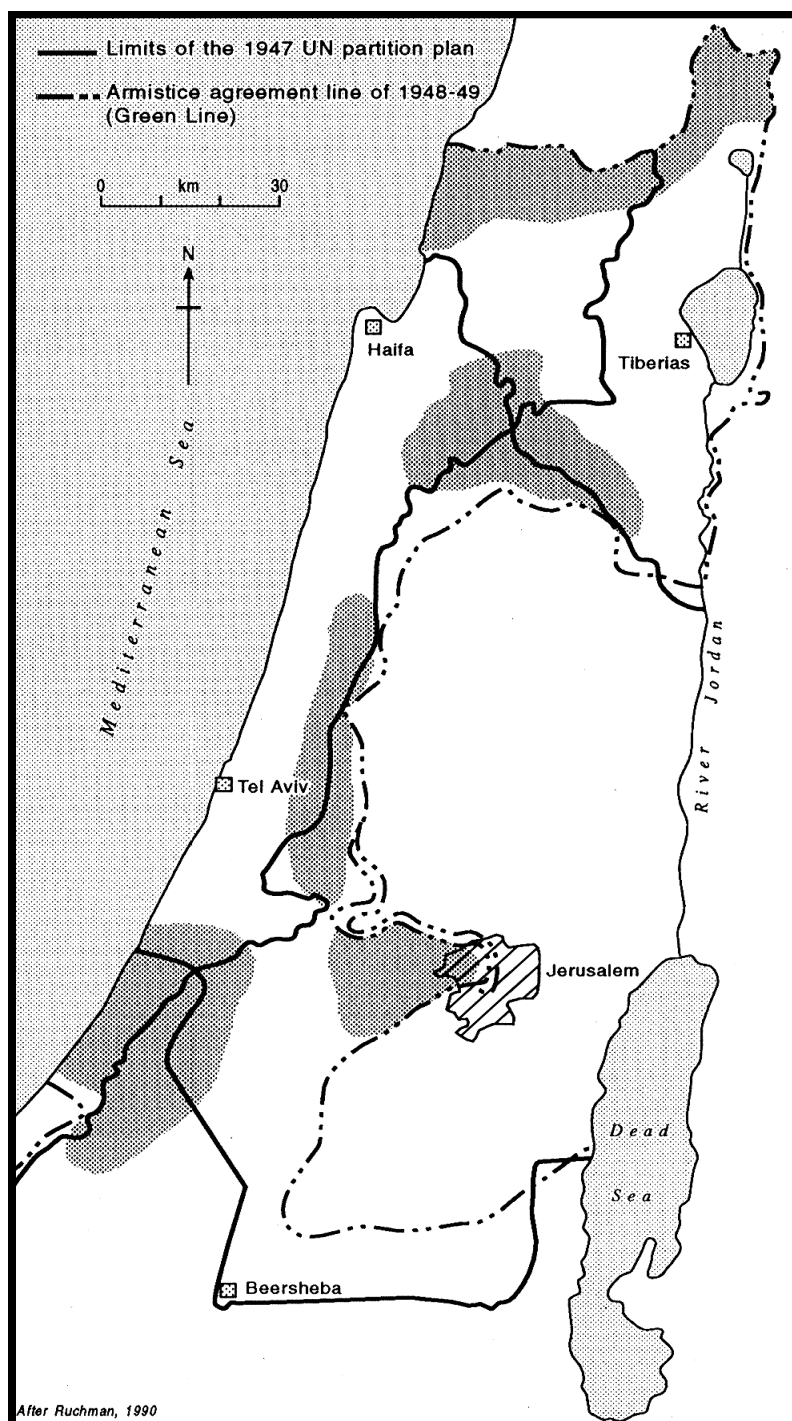 Limits of the 1947 UN partition plan
Armistice agreement line of 1948-49
(Green Line)
0 km 30
N
Haifa
Tiberias
Mediterranean Sea
River Jordan
Tel Aviv
Jerusalem
Dead
Sea
Beersheba
After Ruchman, 1990